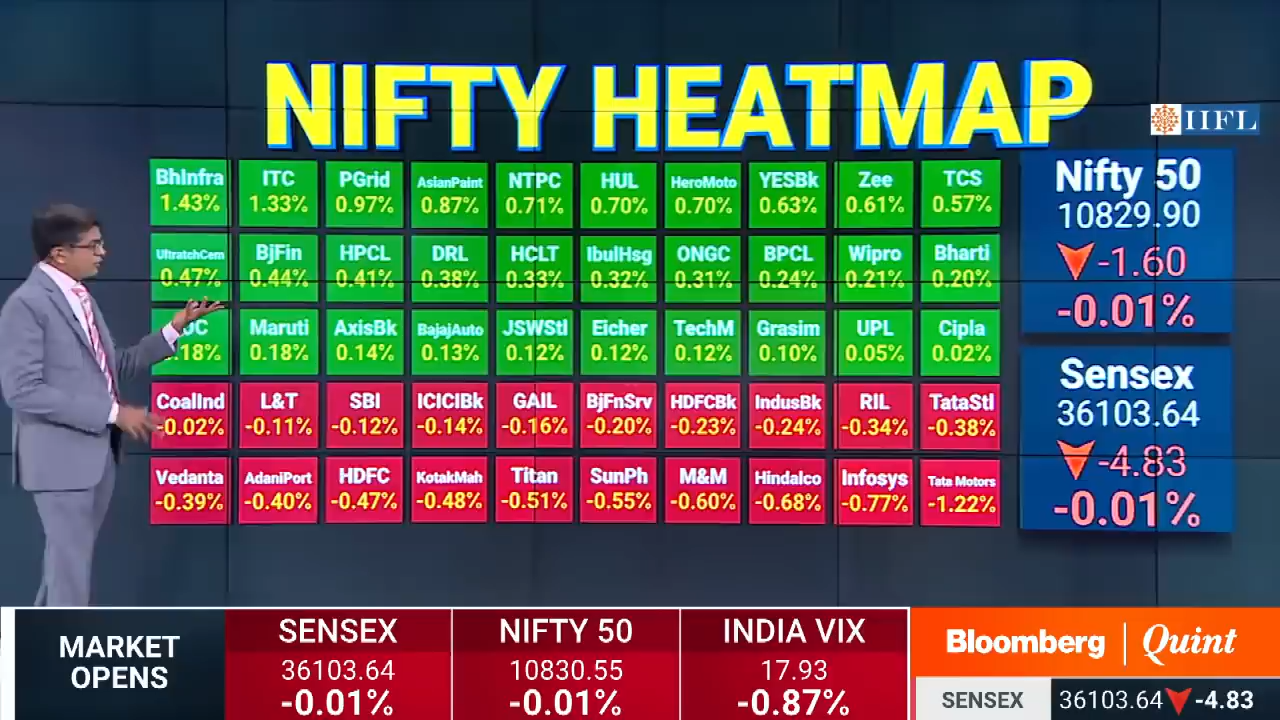 NIFTY HEATMAP
IIFL
BhInfra ITC PGrid AsianPaint NTPC HUL HeroMoto YESBk Zee TCS
1.43% 1.33% 0.97% 0.87% 0.71% 0.70% 0.70% 0.63% 0.61% 0.57%
UltratchCem BjFin HPCL DRL HCLT IbulHsg ONGC BPCL Wipro Bharti
0.47% 0.44% 0.41% 0.38% 0.33% 0.32% 0.31% 0.24% 0.21% 0.20%
Maruti AxisBk BajajAuto JSWStl Eicher TechM Grasim UPL Cipla
.18% 0.18% 0.14% 0.13% 0.12% 0.12% 0.12% 0.10% 0.05% 0.02%
CoalInd L&T SBI ICICIBk GAIL BjFnSrv HDFCBk IndusBk RIL TataStl
-0.02% -0.11% -0.12% -0.14% -0.16% -0.20% -0.23% -0.24% -0.34% -0.38%
Vedanta AdaniPort HDFC KotakMah Titan SunPh M&M Hindalco Infosys Tata Motors
-0.39% -0.40% -0.47% -0.48% -0.51% -0.55% -0.60% -0.68% -0.77% -1.22%
Nifty 50
10829.90
-1.60
-0.01%
Sensex
36103.64
-4.83
-0.01%
MARKET
OPENS
SENSEX
36103.64
-0.01%
NIFTY 50
10830.55
-0.01%
INDIA VIX
17.93
-0.87%
Bloomberg | Quint
SENSEX 36103.64 -4.83